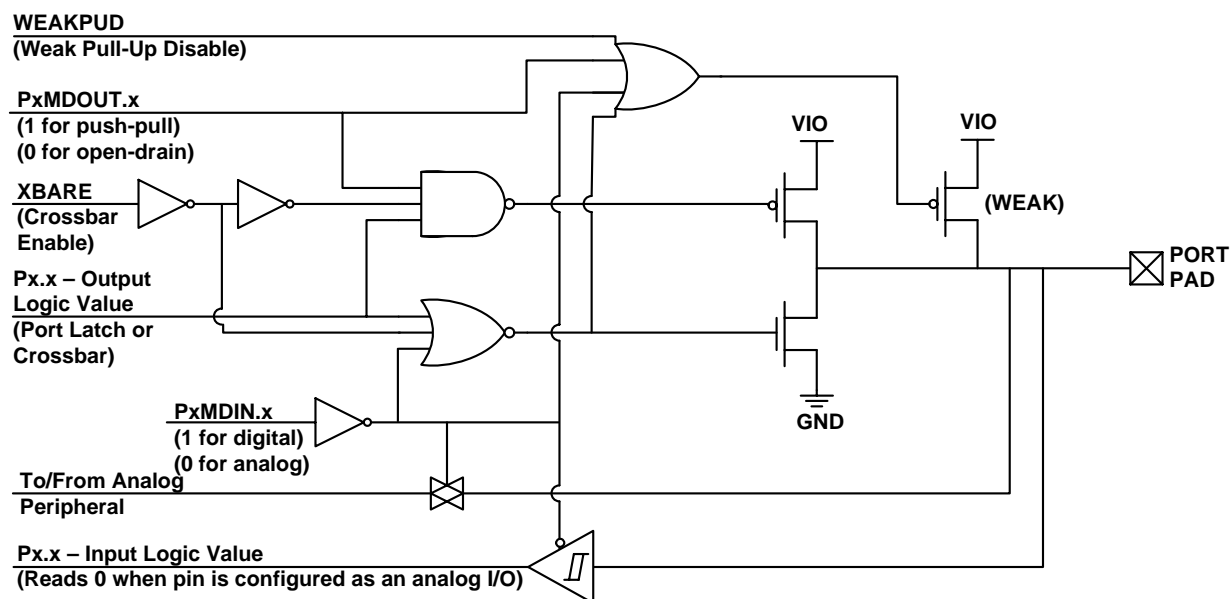 WEAKPUD
(Weak Pull-Up Disable)
PxMDOUT.x
(1 for push-pull)
(0 for open-drain)
XBARE
(Crossbar
Enable)
Px.x – Output
Logic Value
(Port Latch or
Crossbar)
PxMDIN.x
(1 for digital)
(0 for analog)
To/From Analog
Peripheral
Px.x – Input Logic Value
(Reads 0 when pin is configured as an analog I/O)
VIO
VIO
(WEAK)
PORT
PAD
GND